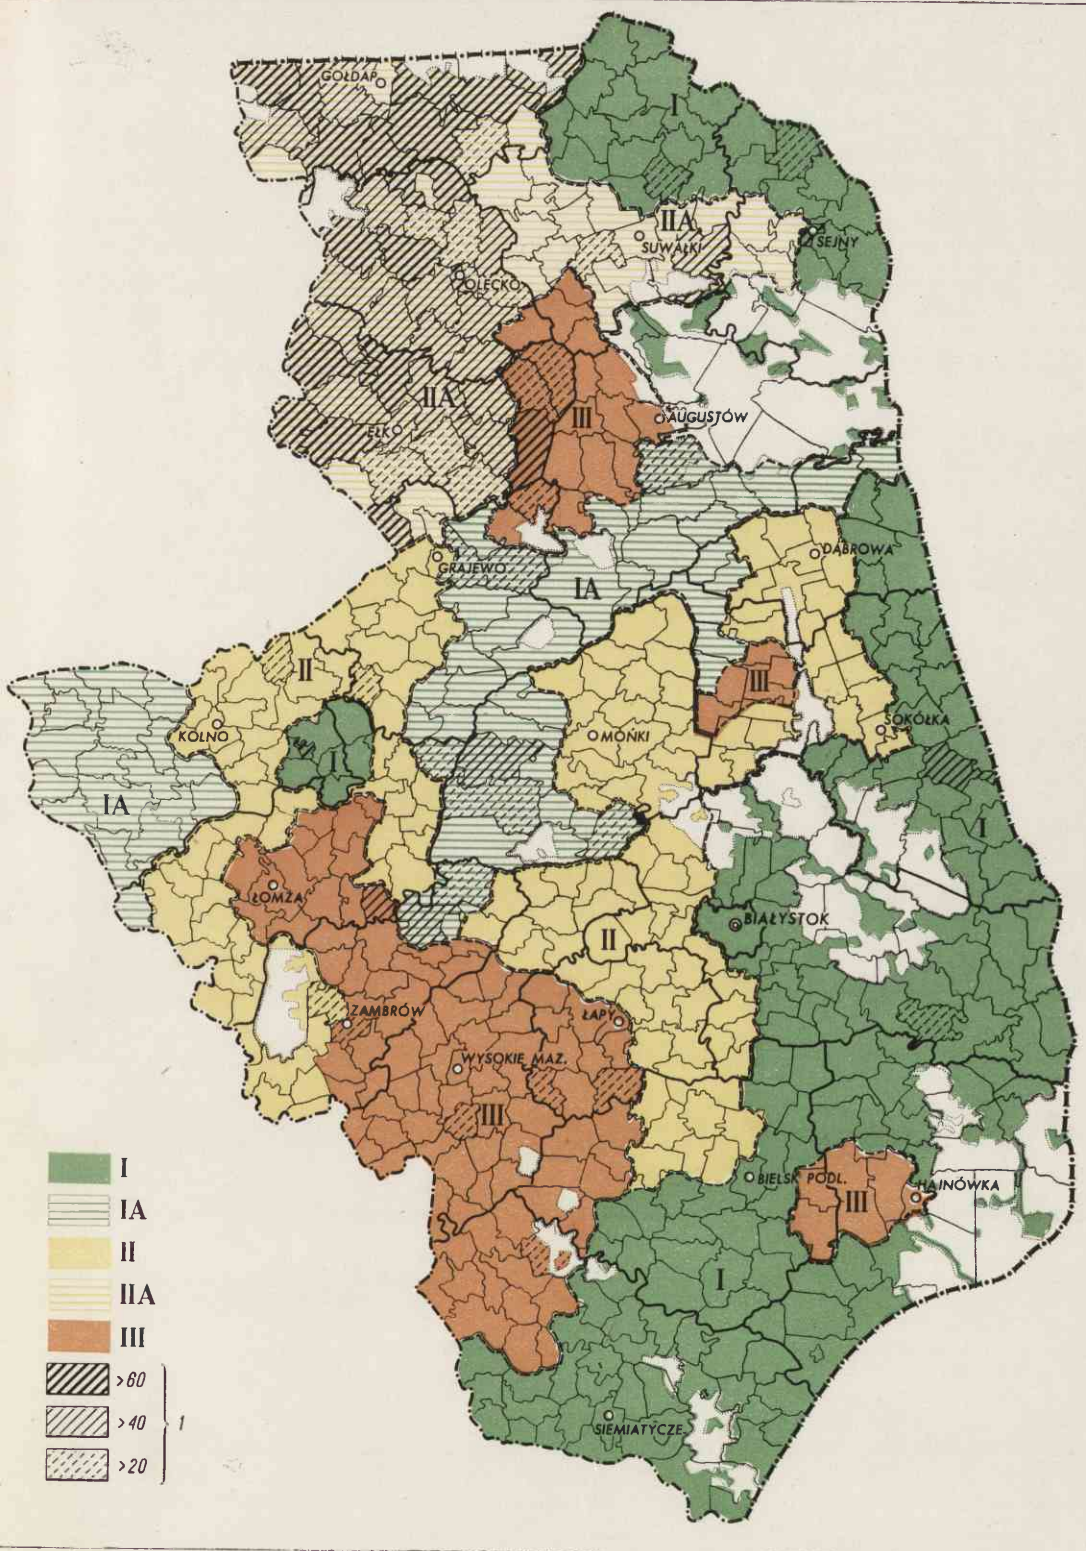 GOŁDAP
I
IIA
SUWAŁKI
SEJNY
OLECKO
IIA
EŁK
III
AUGUSTÓW
DĄBROWA
GRAJEWO
IA
II
III
KOLNO
MOŃKI
SOKÓŁKA
I
IA
I
ŁOMŻA
BIAŁYSTOK
II
ZAMBRÓW
ŁAPY
WYSOKIE MAZ.
III
BIELSK PODL.
HAJNÓWKA
III
I
SIEMIATYCZE
I
IA
II
IIA
III
>60
>40
1
>20